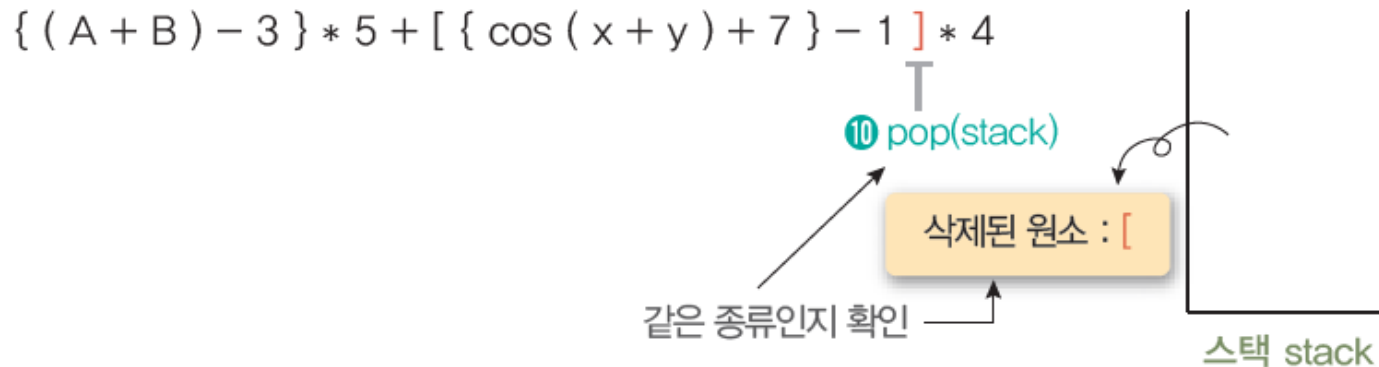 { ( A + B ) − 3 } * 5 + [ { cos ( x + y ) + 7 } − 1 ] * 4
❿ pop(stack)
삭제된 원소 : [
같은 종류인지 확인
스택 stack